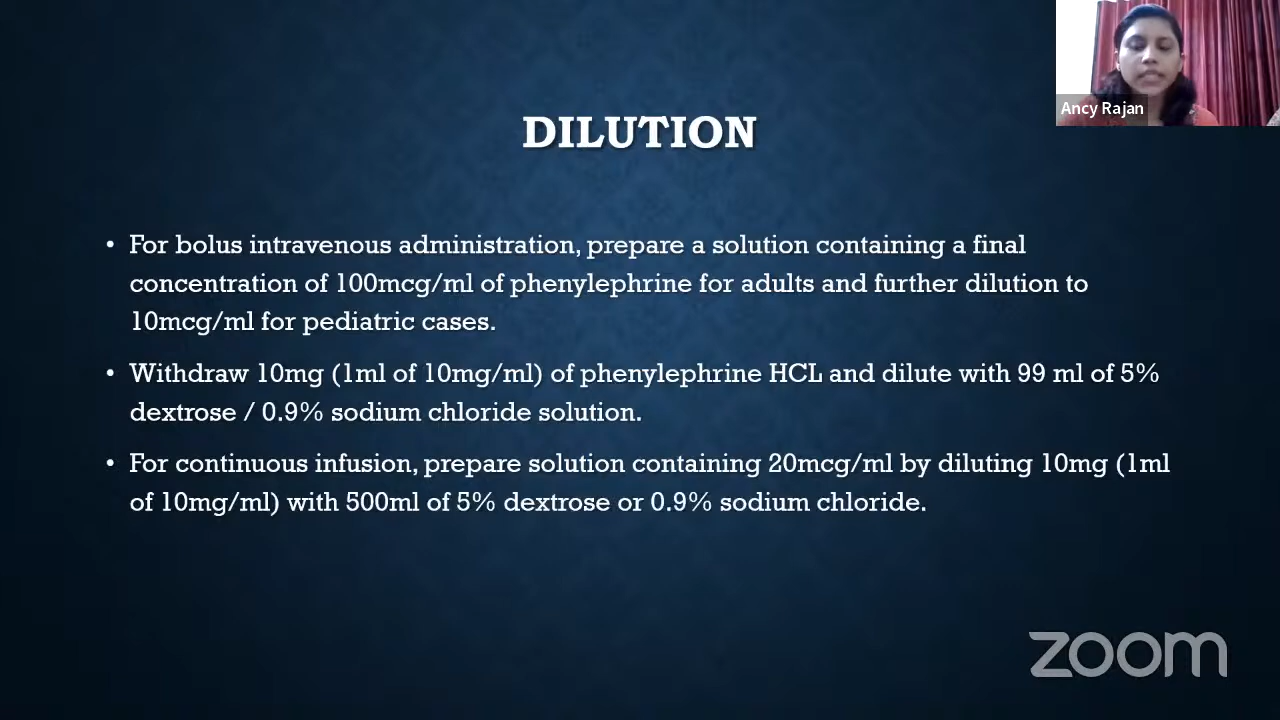 Ancy Rajan
DILUTION
• For bolus intravenous administration, prepare a solution containing a final
concentration of 100mcg/ml of phenylephrine for adults and further dilution to
10mcg/ml for pediatric cases.
• Withdraw 10mg (1ml of 10mg/ml) of phenylephrine HCL and dilute with 99 ml of 5%
dextrose / 0.9% sodium chloride solution.
• For continuous infusion, prepare solution containing 20mcg/ml by diluting 10mg (1ml
of 10mg/ml) with 500ml of 5% dextrose or 0.9% sodium chloride.
zoom